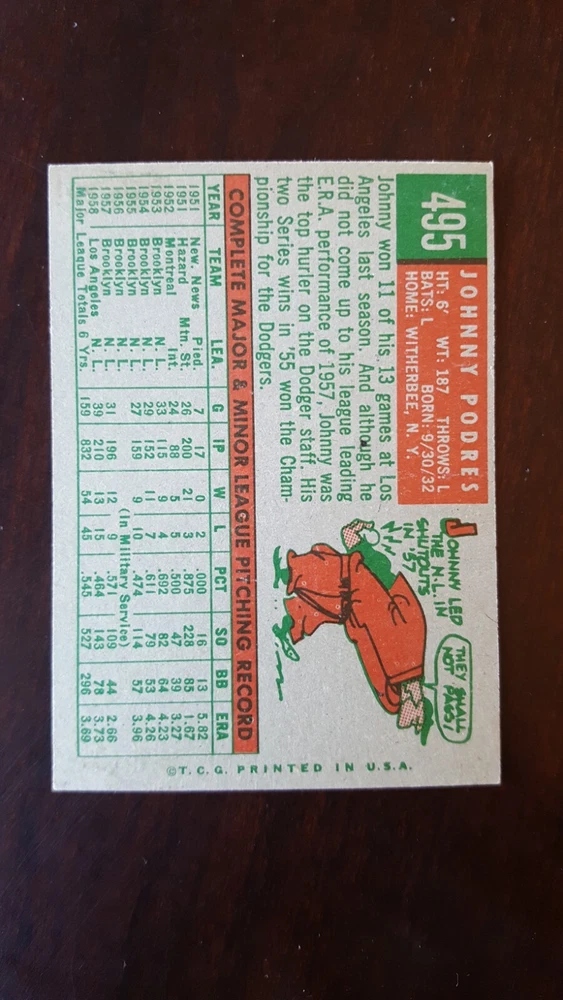 495
JOHNNY PODRES
HT: 6' WT: 187 THROWS: L
BATS: L BORN: 9/30/32
HOME: WITHERBEE, N. Y.
Johnny won 11 of his 13 games at Los
Angeles last season. And although he
did not come up to his league leading
E.R.A. performance of 1957, Johnny was
the top hurler on the Dodger staff. His
two Series wins in '55 won the Cham-
pionship for the Dodgers.
JOHNNY LED
THE N.L. IN
SHUTOUTS
IN '57
THEY SHALL
NOT
PASS!
COMPLETE MAJOR & MINOR LEAGUE PITCHING RECORD
YEAR TEAM LEA. G IP W L PCT SO BB ERA
1951 New. News Pied. 7 17 0 2 .000 16 13 5.82
1951 Hazard Mtn. St. 26 200 21 3 .875 228 85 1.67
1952 Montreal Int. 24 88 5 5 .500 47 39 3.27
1953 Brooklyn N. L. 33 115 9 4 .692 82 64 4.23
1954 Brooklyn N. L. 29 152 11 7 .611 79 53 4.26
1955 Brooklyn N. L. 27 159 9 10 .474 114 57 3.96
1956 Brooklyn (In Military Service)
1957 Brooklyn N. L. 31 196 12 9 .57 109 44 2.66
1958 Los Angeles N. L. 39 210 13 15 .464 143 78 3.73
Major League Totals 6 Yrs. 159 832 54 45 .545 527 296 3.69
©T. C. G. PRINTED IN U.S.A.